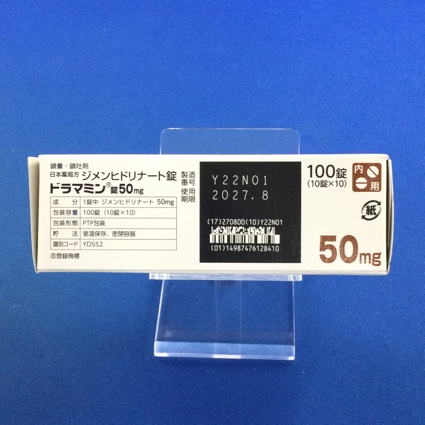 鎮暈・鎮吐剤
日本薬局方 ジメンヒドリナート錠
ドラマミン®錠50mg
成分 1錠中 ジメンヒドリナート 50mg
包装容量 100錠（10錠×10）
包装形態 PTP包装
貯法 室温保存、密閉容器
識別コード YD552
®登録商標
製造番号
使用期限
Y22N01
2027.8
(17)270800(10)Y22N01
(01)14987476128410
100錠
(10錠×10)
内用
紙
50mg